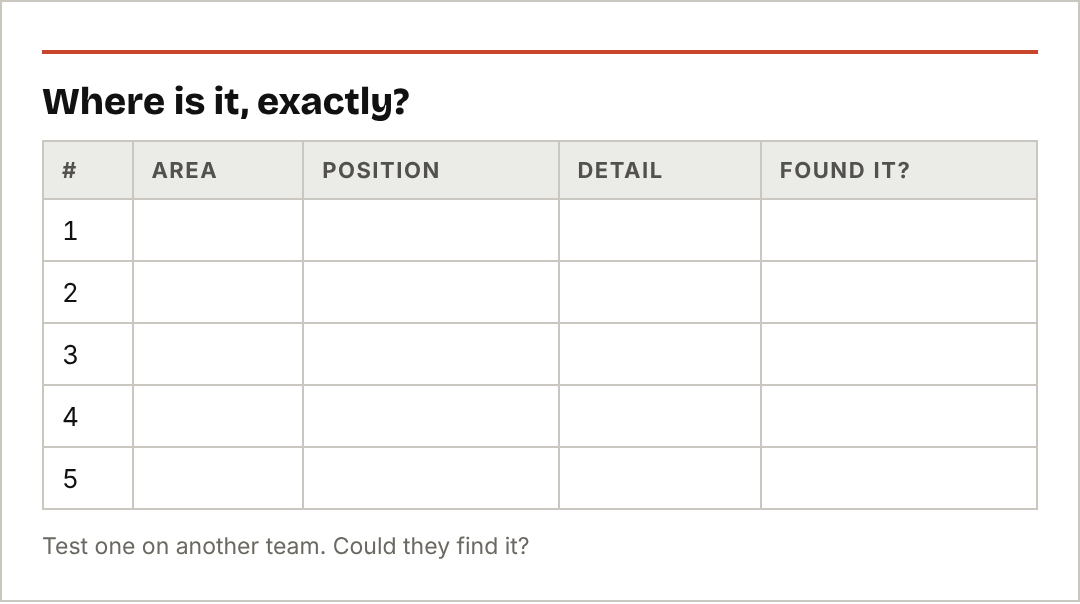 Where is it, exactly?
# AREA POSITION DETAIL FOUND IT?
1
2
3
4
5
Test one on another team. Could they find it?